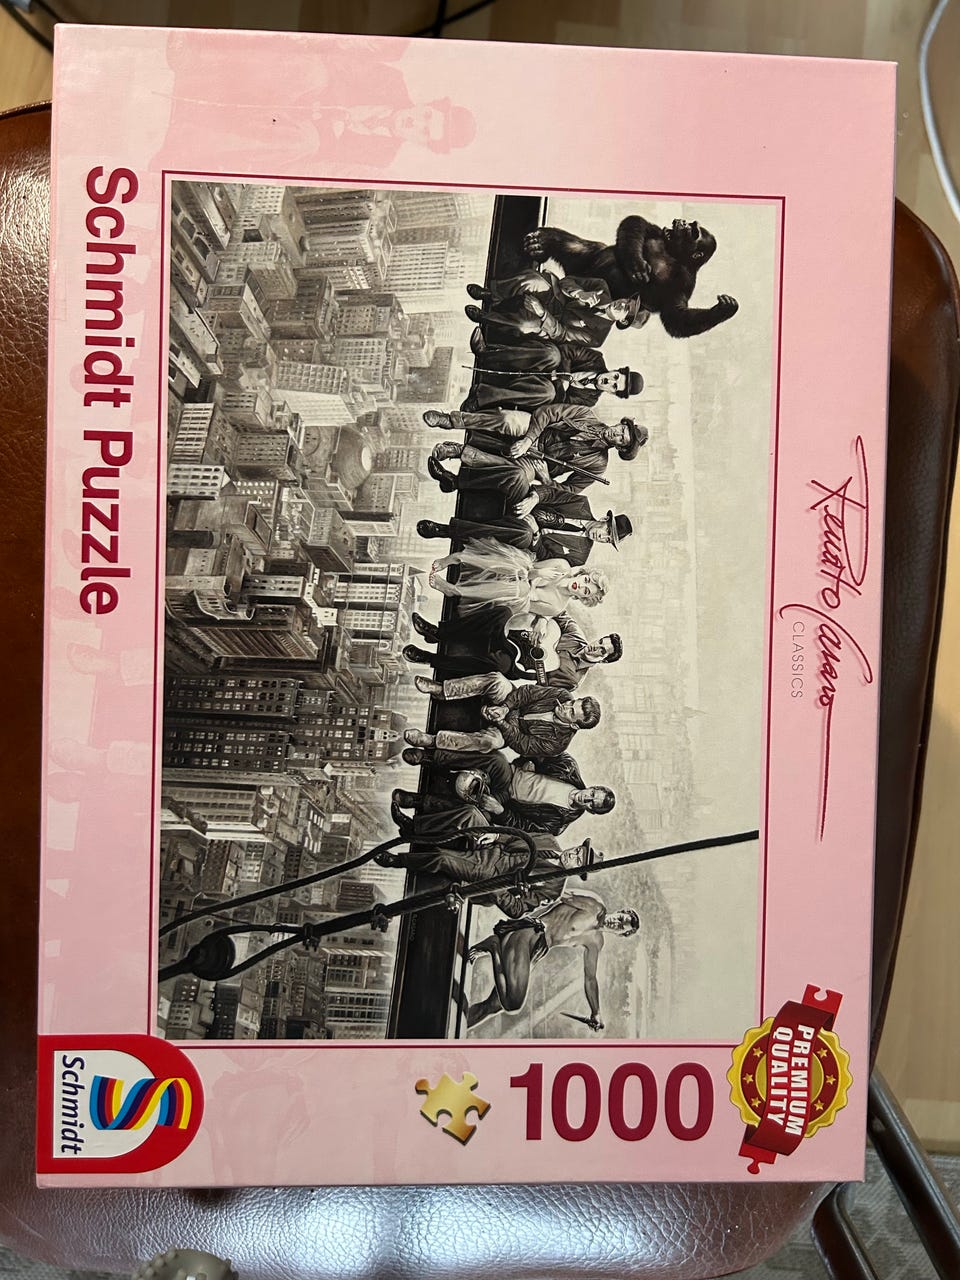 Renato Casaro
CLASSICS
PREMIUM
QUALITY
1000
Schmidt Puzzle
Schmidt